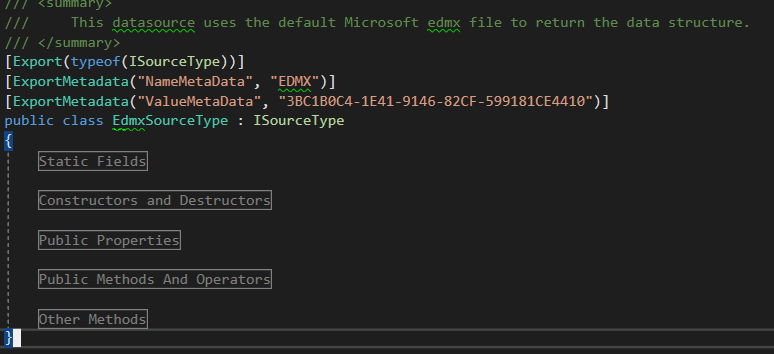 /// <summary>
///     This datasource uses the default Microsoft edmx file to return the data structure.
/// </summary>
[Export(typeof(ISourceType))]
[ExportMetadata("NameMetaData", "EDMX")]
[ExportMetadata("ValueMetaData", "3BC1B0C4-1E41-9146-82CF-599181CE4410")]
public class EdmxSourceType : ISourceType
{
Static Fields
Constructors and Destructors
Public Properties
Public Methods And Operators
Other Methods
}